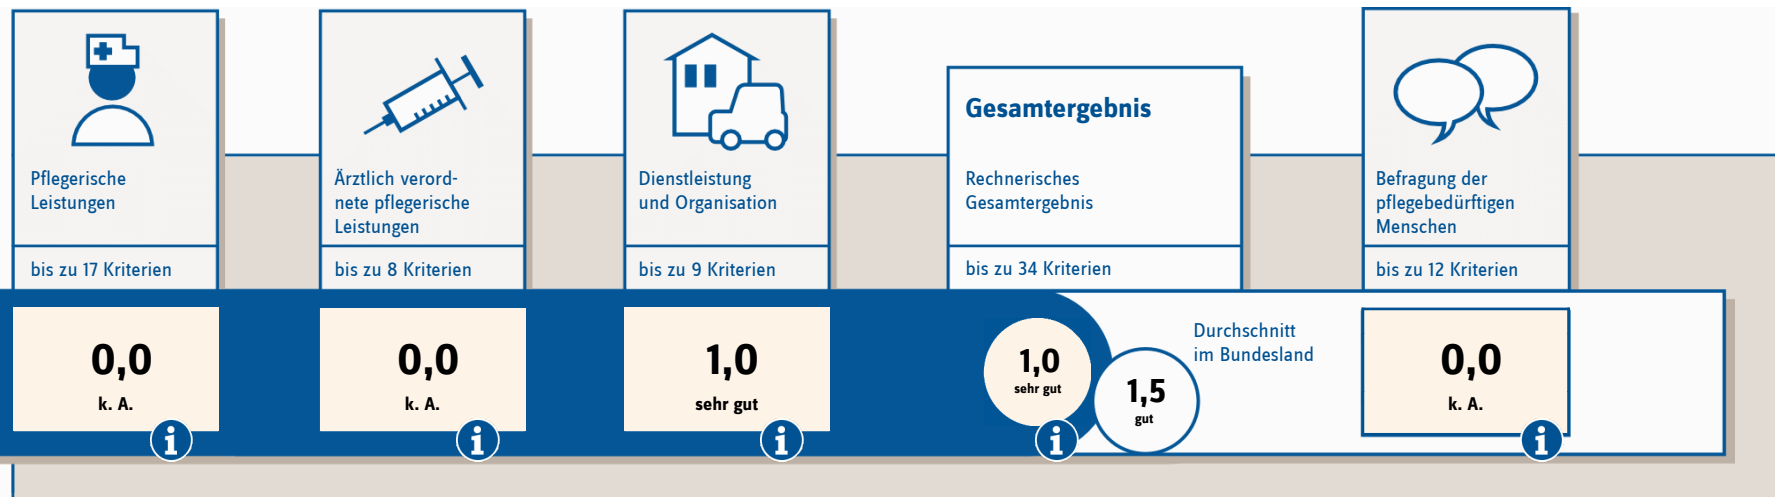 Pflegerische
Leistungen
bis zu 17 Kriterien
0,0
k. A.
Ärztlich verord-
nete pflegerische
Leistungen
bis zu 8 Kriterien
0,0
k. A.
Dienstleistung
und Organisation
bis zu 9 Kriterien
1,0
sehr gut
Gesamtergebnis
Rechnerisches
Gesamtergebnis
bis zu 34 Kriterien
1,0
sehr gut
1,5
gut
Durchschnitt
im Bundesland
Befragung der
pflegebedürftigen
Menschen
bis zu 12 Kriterien
0,0
k. A.